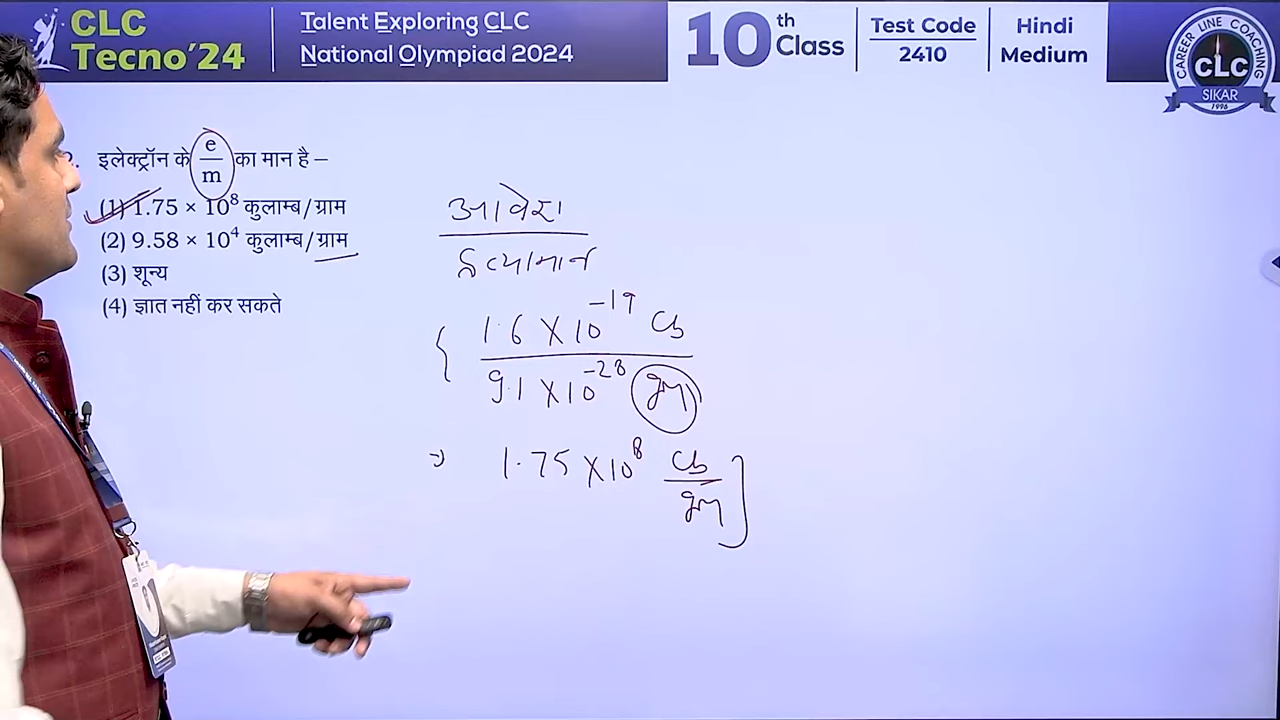 CLC
Tecno'24
Talent Exploring CLC
National Olympiad 2024
10th Class
Test Code
2410
Hindi
Medium
CAREER LINE COACHING
CLC
SIKAR
1996
2. इलेक्ट्रॉन के e/m का मान है –
(1) 1.75 × 10⁸ कुलाम्ब/ग्राम
(2) 9.58 × 10⁴ कुलाम्ब/ग्राम
(3) शून्य
(4) ज्ञात नहीं कर सकते
आवेश
द्रव्यमान
1.6 × 10⁻¹⁹ Cb
9.1 × 10⁻²⁸ gm
⇒ 1.75 × 10⁸ Cb
gm